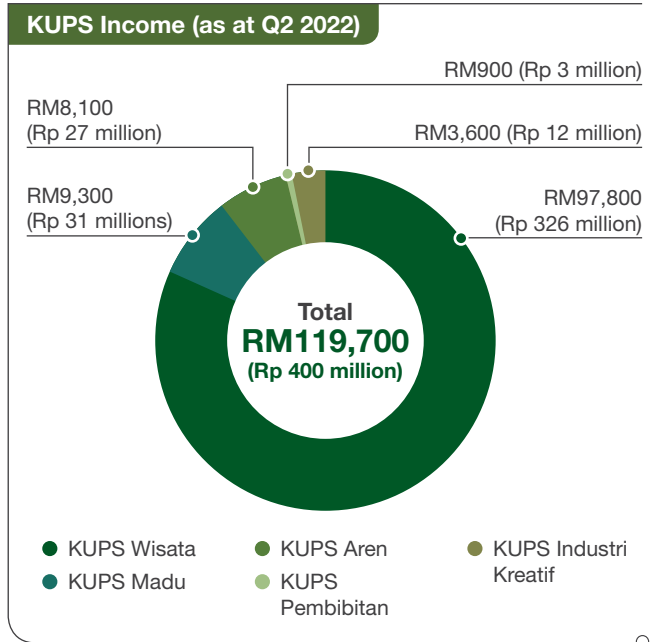 KUPS Income (as at Q2 2022)
RM900 (Rp 3 million)
RM8,100
(Rp 27 million)
RM3,600 (Rp 12 million)
RM9,300
(Rp 31 millions)
RM97,800
(Rp 326 million)
Total
RM119,700
(Rp 400 million)
KUPS Wisata
KUPS Madu
KUPS Aren
KUPS
Pembibitan
KUPS Industri
Kreatif